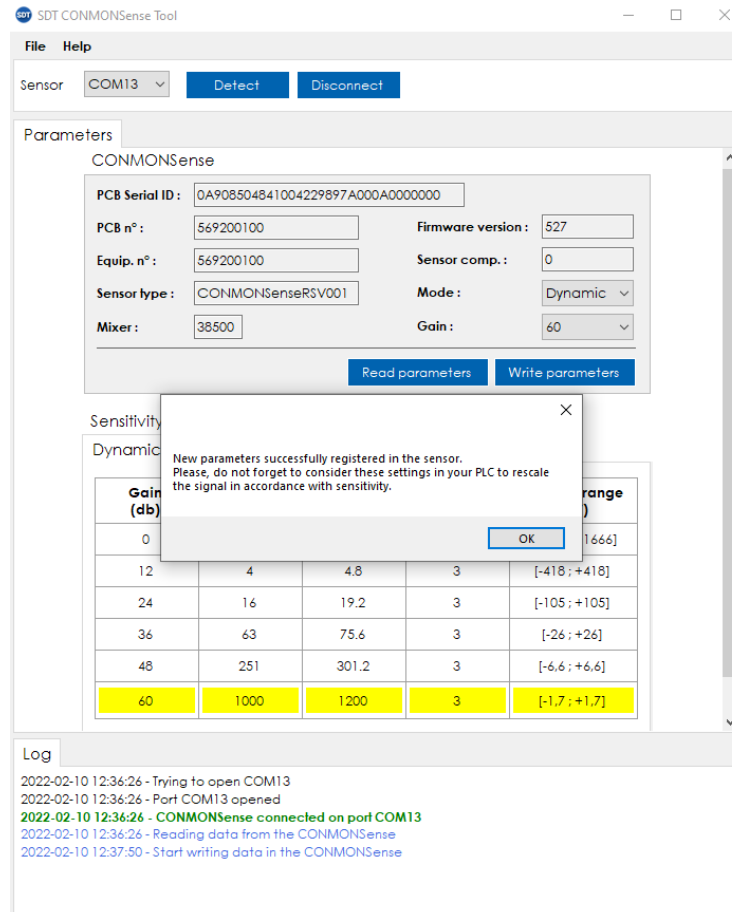 SDT SDT CONMONSense Tool
File Help
Sensor COM13 Detect Disconnect
Parameters
CONMONSense
PCB Serial ID : 0A908504841004229897A000A0000000
PCB n° : 569200100 Firmware version : 527
Equip. n° : 569200100 Sensor comp. : 0
Sensor type : CONMONSenseRSV001 Mode : Dynamic
Mixer : 38500 Gain : 60
Read parameters Write parameters
Sensitivity
Dynamic
New parameters successfully registered in the sensor.
Please, do not forget to consider these settings in your PLC to rescale
the signal in accordance with sensitivity.
OK
Gain range
(db) )
0 1666]
12 4 4.8 3 [-418 ; +418]
24 16 19.2 3 [-105 ; +105]
36 63 75.6 3 [-26 ; +26]
48 251 301.2 3 [-6,6 ; +6,6]
60 1000 1200 3 [-1,7 ; +1,7]
Log
2022-02-10 12:36:26 - Trying to open COM13
2022-02-10 12:36:26 - Port COM13 opened
2022-02-10 12:36:26 - CONMONSense connected on port COM13
2022-02-10 12:36:26 - Reading data from the CONMONSense
2022-02-10 12:37:50 - Start writing data in the CONMONSense